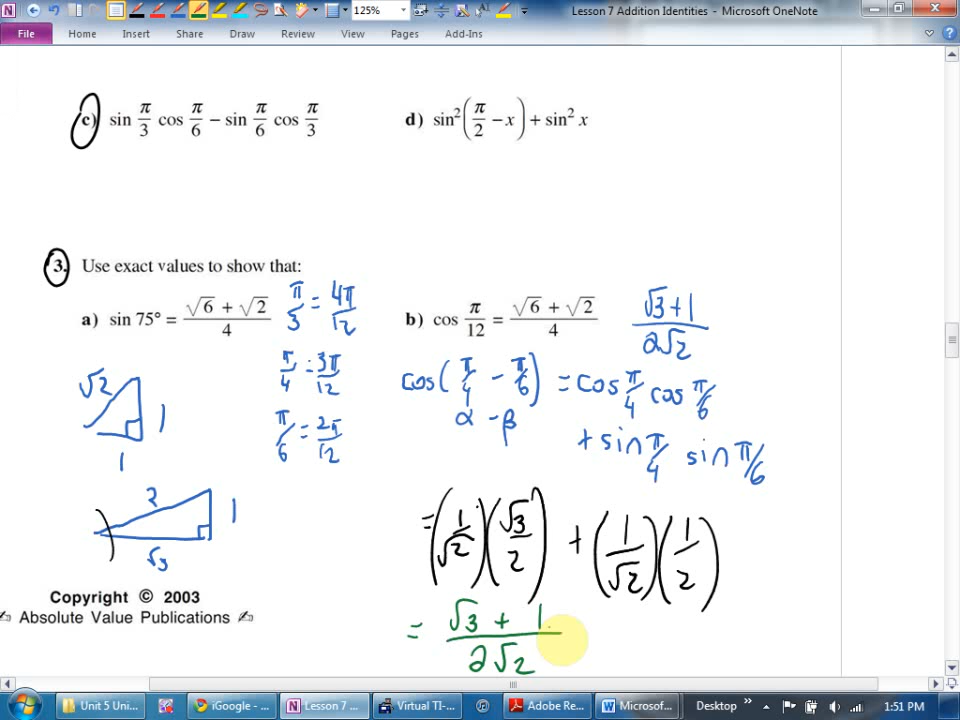 125%
Lesson 7 Addition Identities - Microsoft OneNote
File Home Insert Share Draw Review View Pages Add-Ins
c) sin π/3 cos π/6 − sin π/6 cos π/3
d) sin²(π/2 − x) + sin² x
3. Use exact values to show that:
a) sin 75° = (√6 + √2)/4
π/3 = 4π/12
π/4 = 3π/12
π/6 = 2π/12
√2 1 1
2 1 √3
b) cos π/12 = (√6 + √2)/4
(√3 + 1)/(2√2)
cos(π/4 − π/6) = cos π/4 cos π/6
α − β
+ sin π/4 sin π/6
= (1/√2)(√3/2) + (1/√2)(1/2)
= (√3 + 1)/(2√2)
Copyright © 2003
Absolute Value Publications
Unit 5 Uni...
iGoogle - ...
Lesson 7 ...
Virtual TI-...
Adobe Re...
Microsof...
Desktop »
1:51 PM